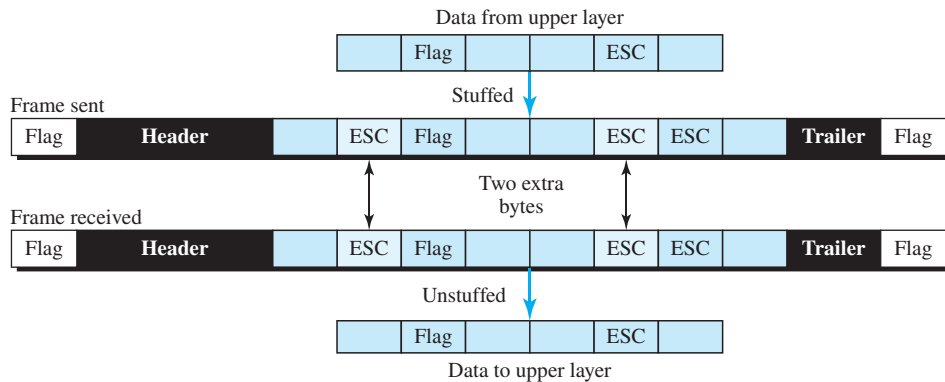 Data from upper layer
Flag ESC
Stuffed
Frame sent
Flag Header ESC Flag ESC ESC Trailer Flag
Two extra
bytes
Frame received
Flag Header ESC Flag ESC ESC Trailer Flag
Unstuffed
Flag ESC
Data to upper layer